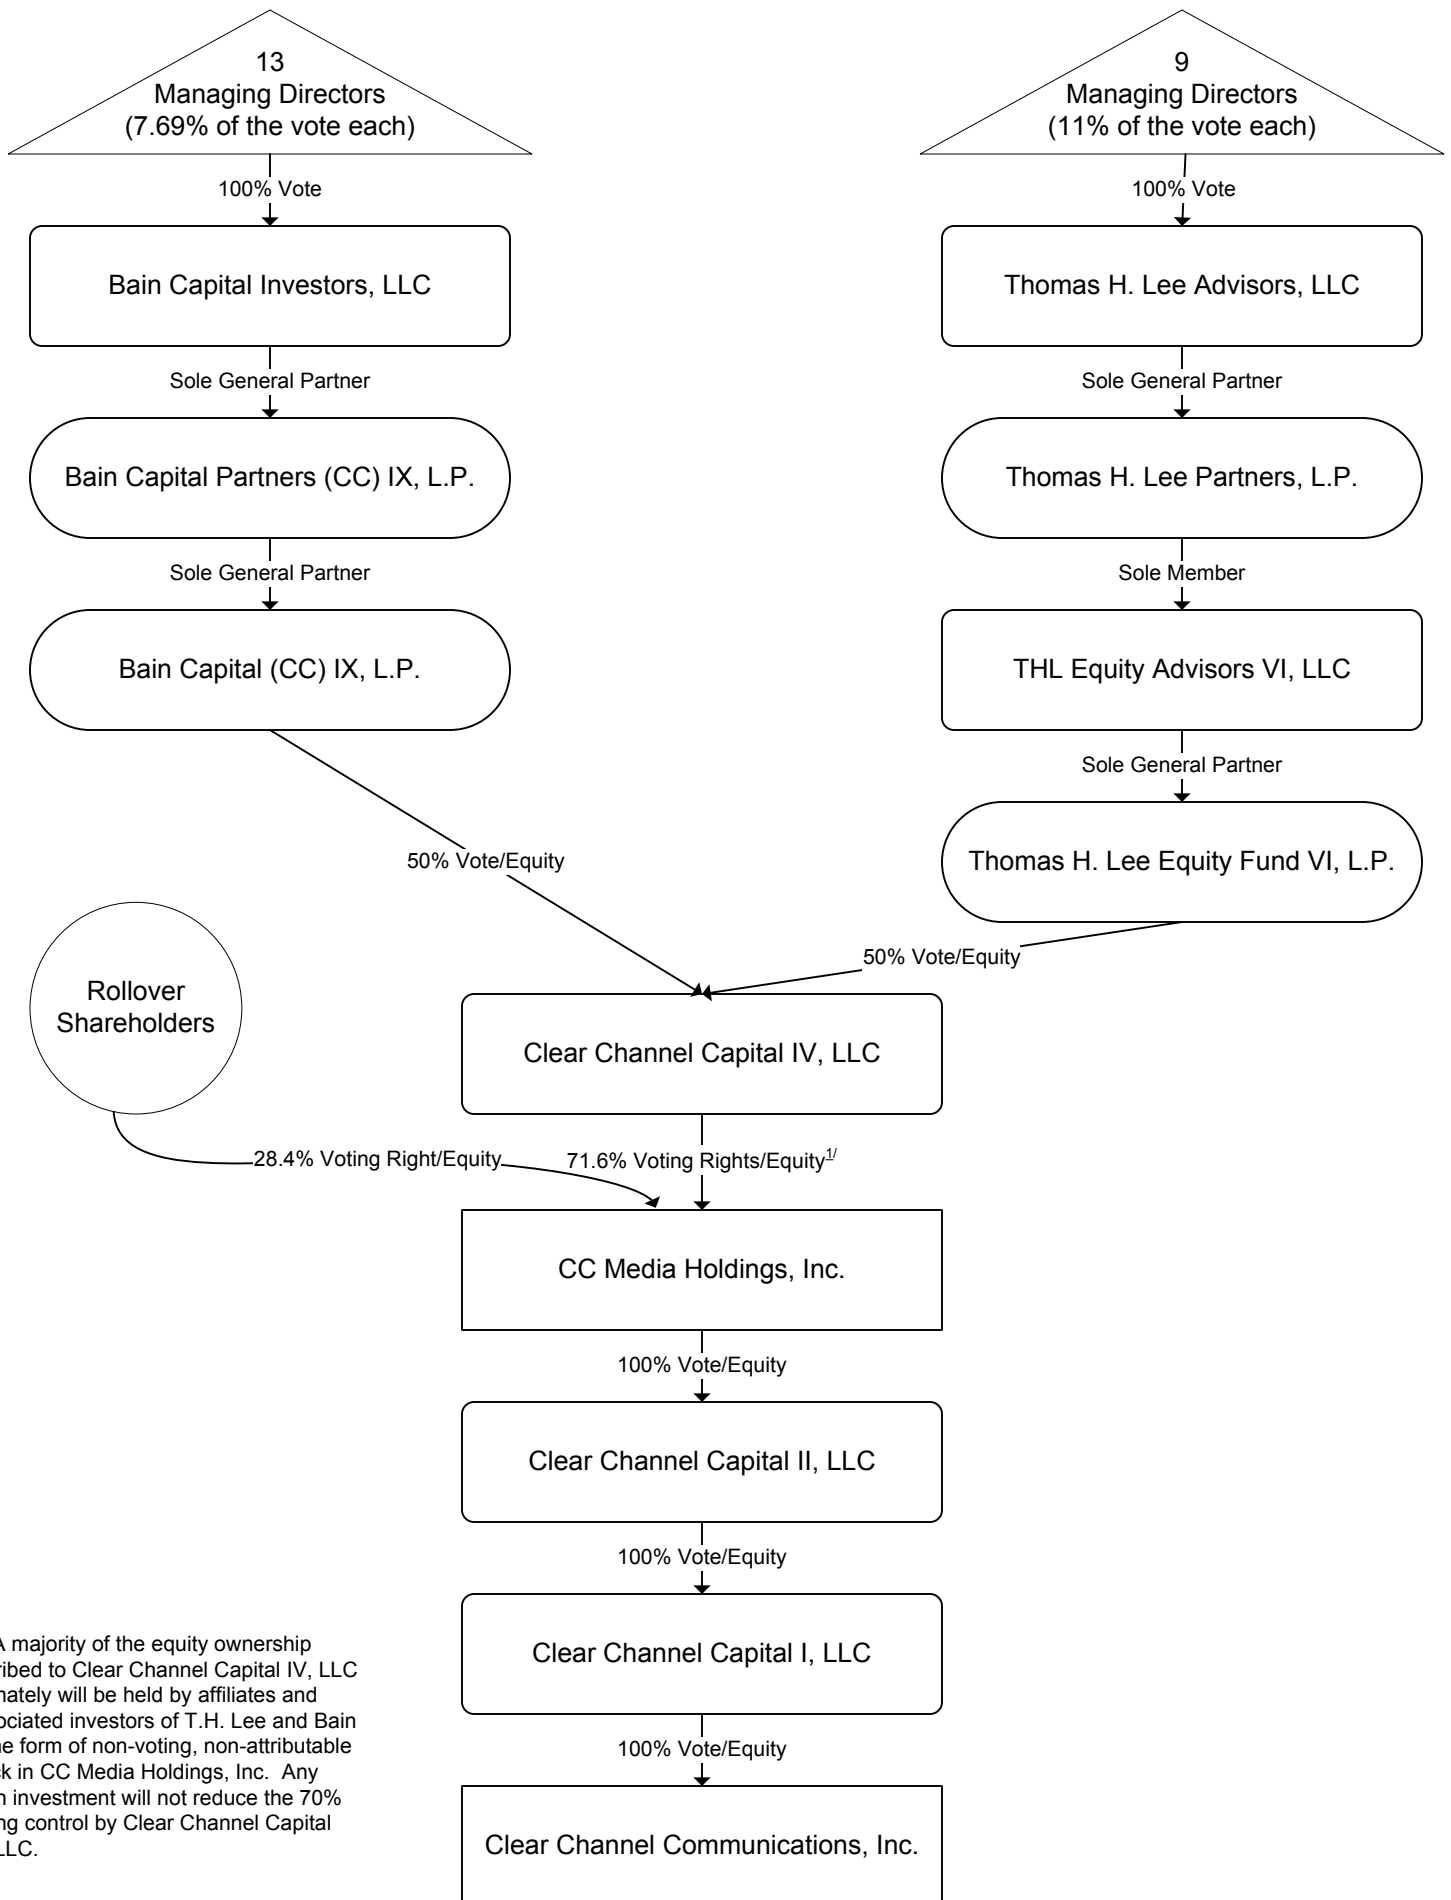 13
Managing Directors
(7.69% of the vote each)
9
Managing Directors
(11% of the vote each)
100% Vote
100% Vote
Bain Capital Investors, LLC
Thomas H. Lee Advisors, LLC
Sole General Partner
Sole General Partner
Bain Capital Partners (CC) IX, L.P.
Thomas H. Lee Partners, L.P.
Sole General Partner
Sole Member
Bain Capital (CC) IX, L.P.
THL Equity Advisors VI, LLC
Sole General Partner
50% Vote/Equity
Thomas H. Lee Equity Fund VI, L.P.
50% Vote/Equity
Rollover
Shareholders
Clear Channel Capital IV, LLC
28.4% Voting Right/Equity
71.6% Voting Rights/Equity1/
CC Media Holdings, Inc.
100% Vote/Equity
Clear Channel Capital II, LLC
100% Vote/Equity
Clear Channel Capital I, LLC
100% Vote/Equity
Clear Channel Communications, Inc.
A majority of the equity ownership
to Clear Channel Capital IV, LLC
will be held by affiliates and
investors of T.H. Lee and Bain
form of non-voting, non-attributable
in CC Media Holdings, Inc. Any
investment will not reduce the 70%
control by Clear Channel Capital
LLC.